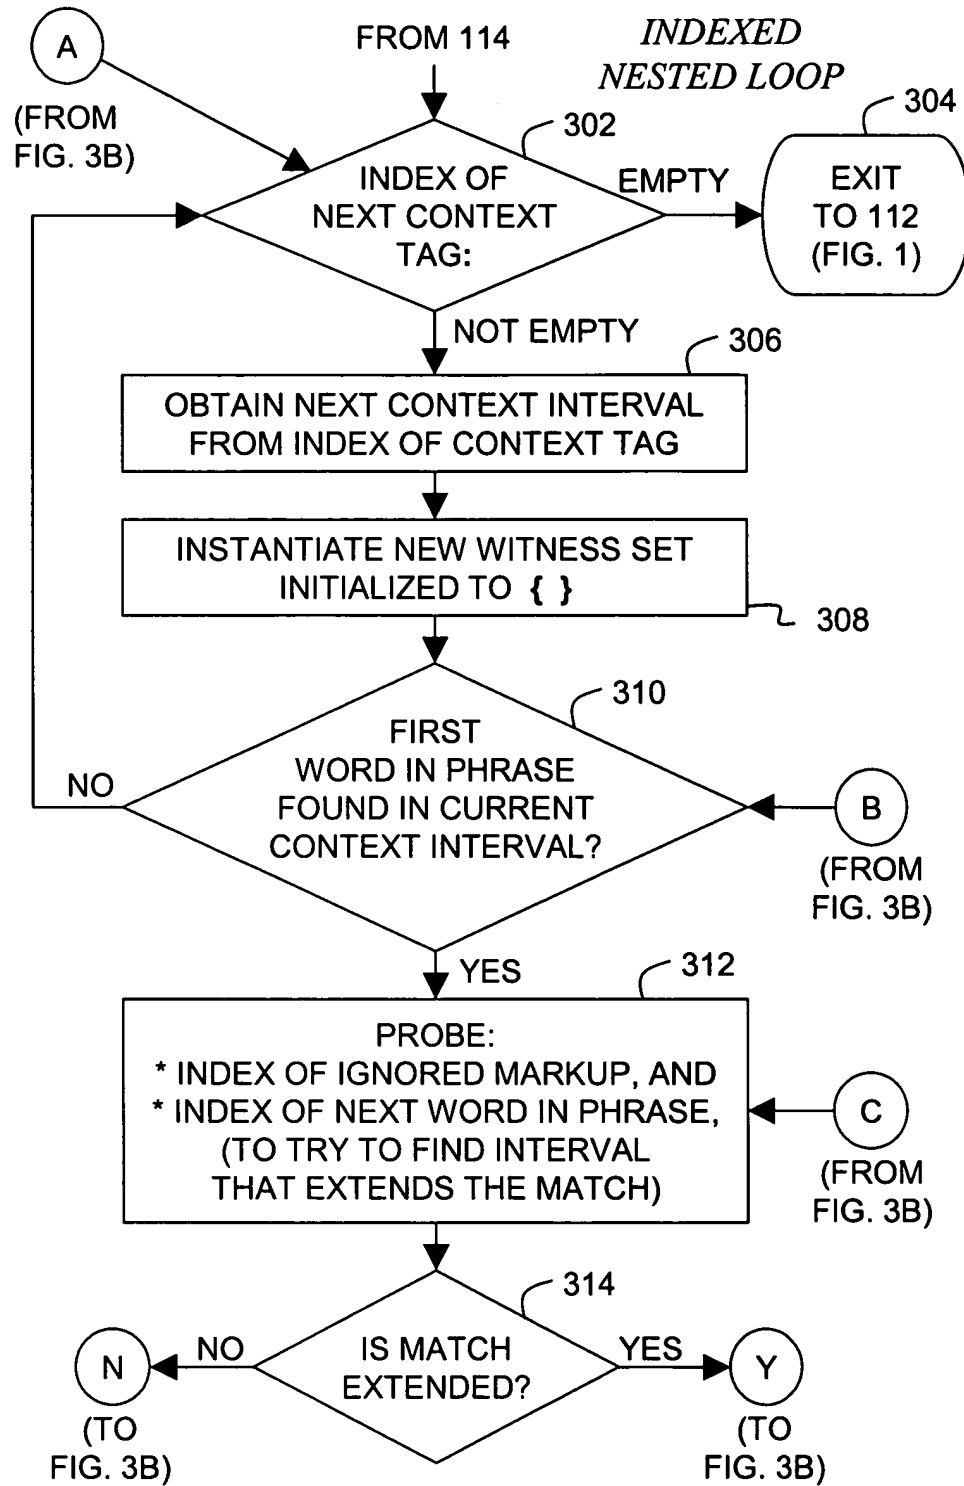 A
FROM 114
INDEXED
NESTED LOOP
304
(FROM
FIG. 3B)
302
INDEX OF
NEXT CONTEXT
TAG:
EMPTY
EXIT
TO 112
(FIG. 1)
NOT EMPTY
306
OBTAIN NEXT CONTEXT INTERVAL
FROM INDEX OF CONTEXT TAG
INSTANTIATE NEW WITNESS SET
INITIALIZED TO { }
308
310
FIRST
WORD IN PHRASE
FOUND IN CURRENT
CONTEXT INTERVAL?
NO
B
(FROM
FIG. 3B)
YES
312
PROBE:
* INDEX OF IGNORED MARKUP, AND
* INDEX OF NEXT WORD IN PHRASE,
(TO TRY TO FIND INTERVAL
THAT EXTENDS THE MATCH)
C
(FROM
FIG. 3B)
314
IS MATCH
EXTENDED?
NO
YES
N
(TO
FIG. 3B)
Y
(TO
FIG. 3B)